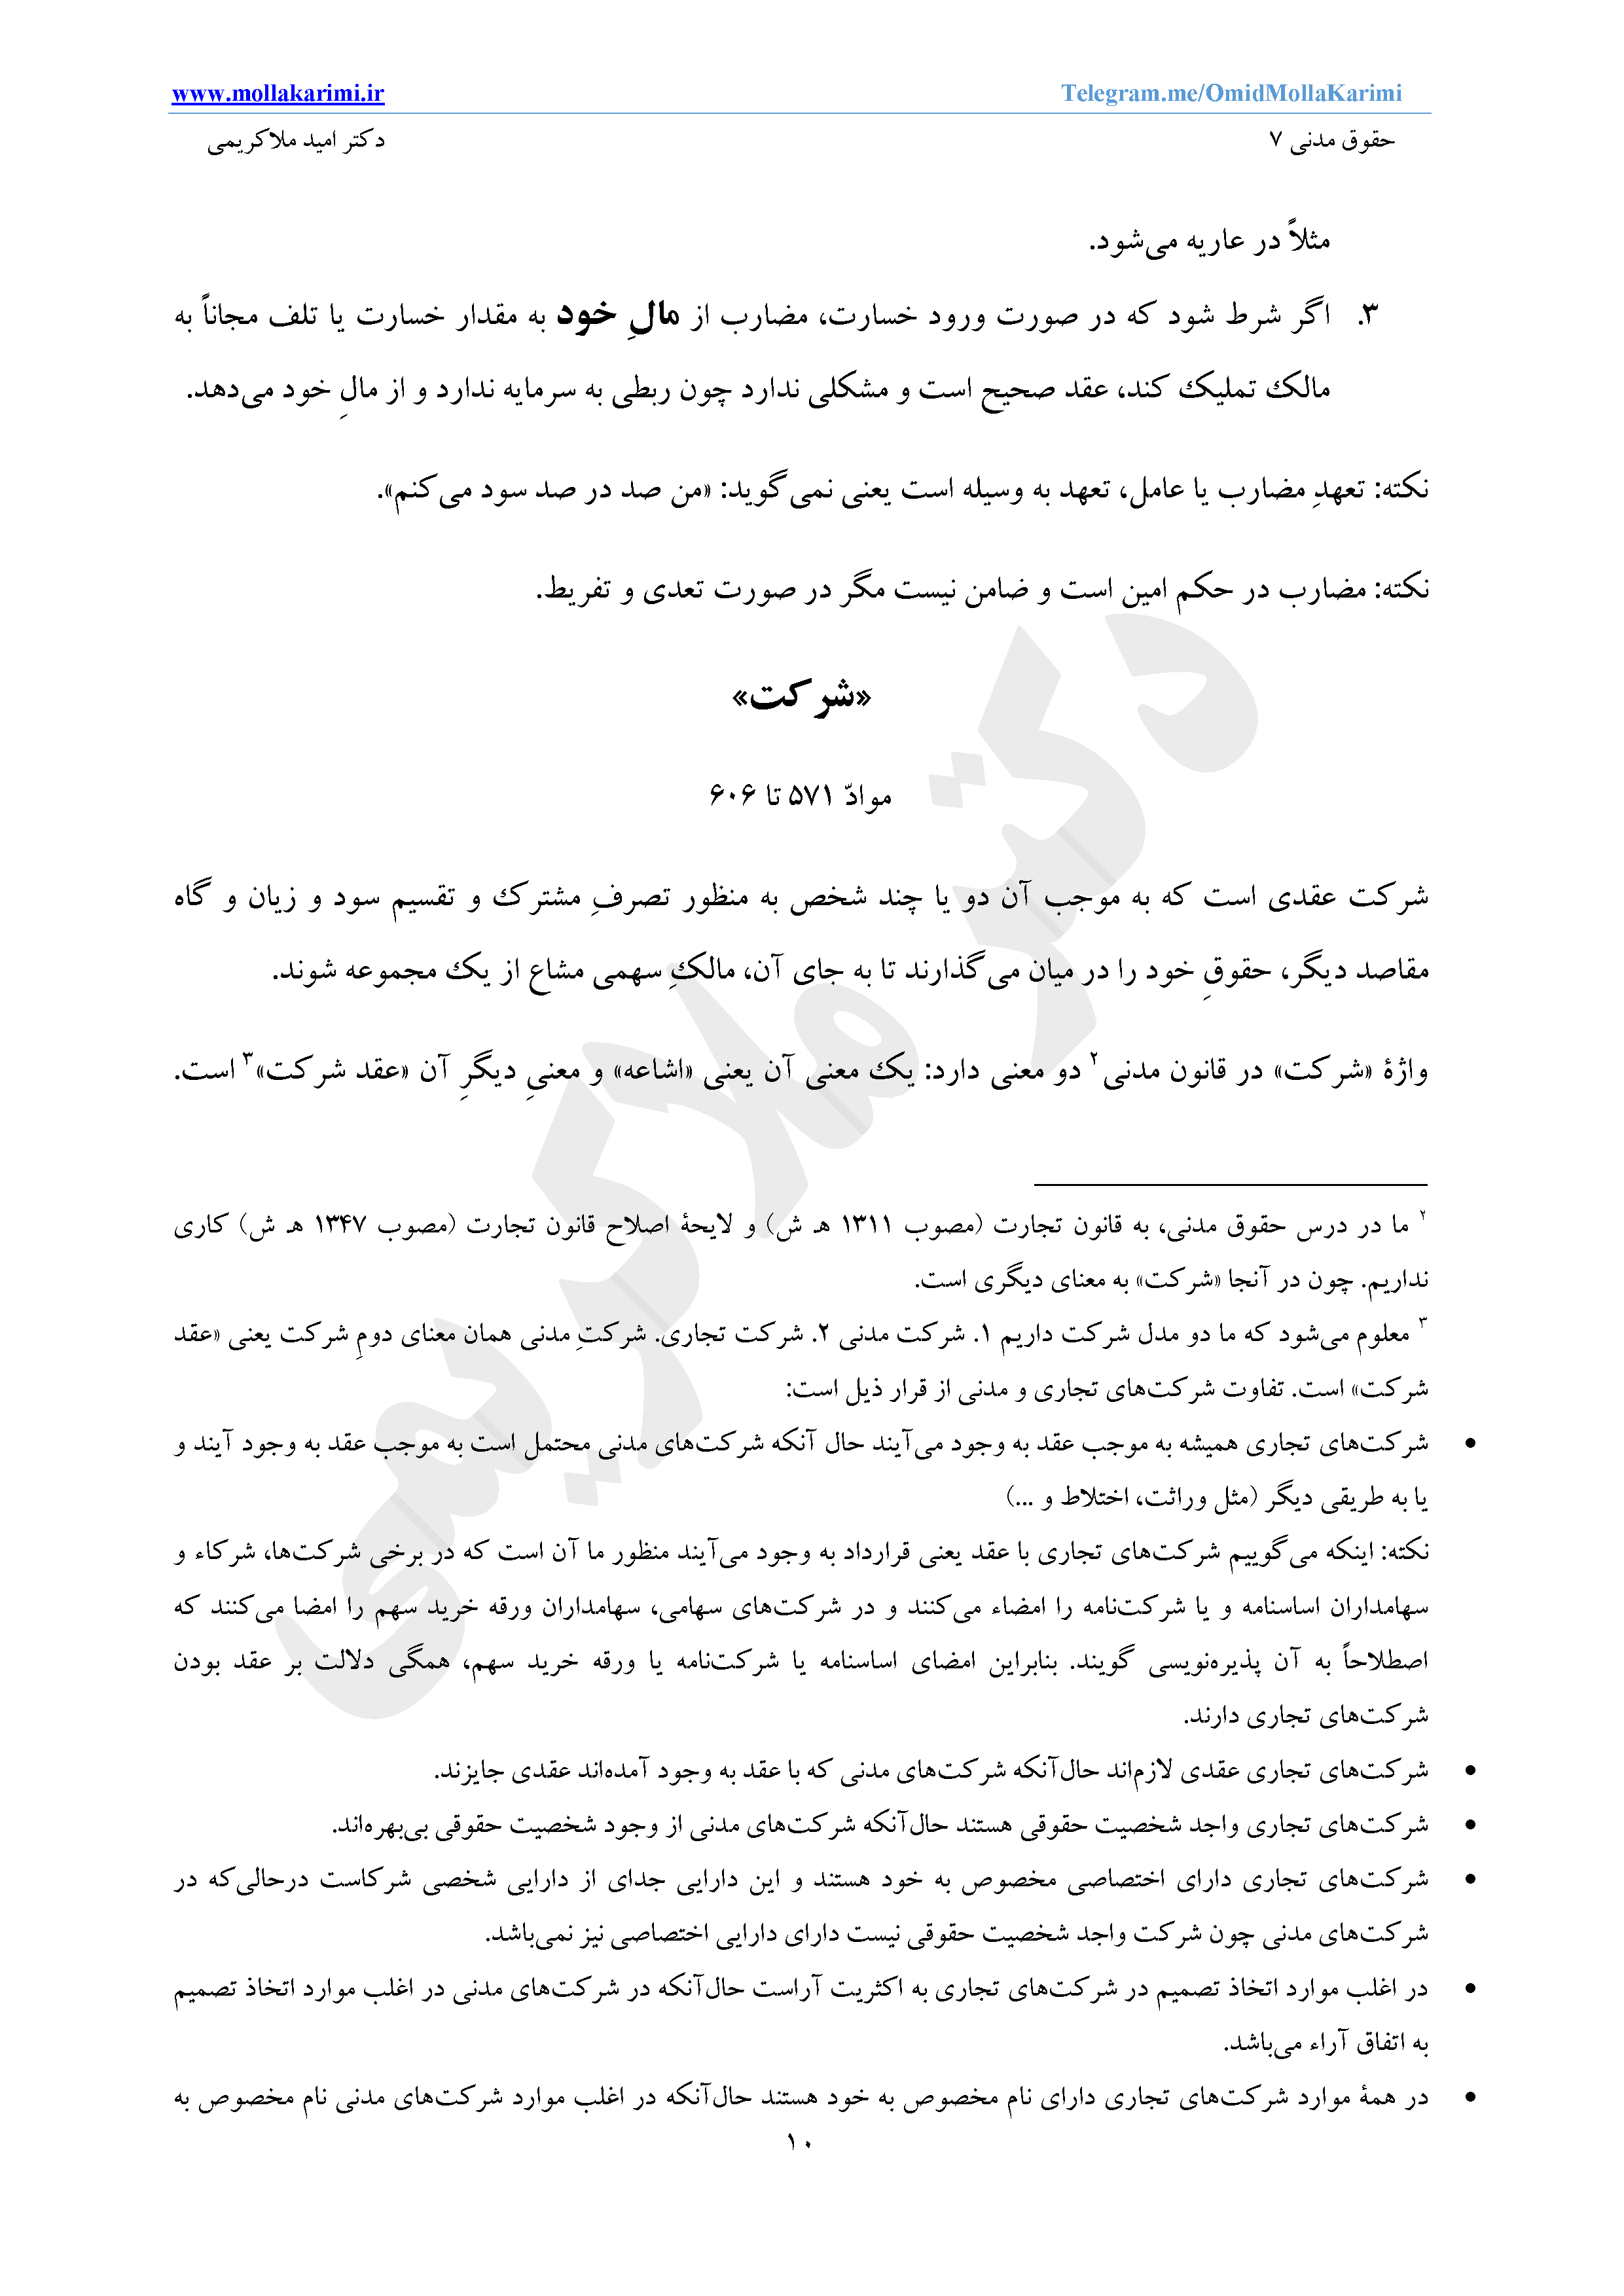 www.mollakarimi.ir Telegram.me/OmidMollaKarimi
حقوق مدنی ۷ دکتر امید ملاکریمی
مثلاً در عاریه می‌شود.
۳. اگر شرط شود که در صورت ورود خسارت، مضارب از مالِ خود به مقدار خسارت یا تلف مجاناً به
مالک تملیک کند، عقد صحیح است و مشکلی ندارد چون ربطی به سرمایه ندارد و از مالِ خود می‌دهد.
نکته: تعهدِ مضارب یا عامل، تعهد به وسیله است یعنی نمی‌گوید: «من صد در صد سود می‌کنم».
نکته: مضارب در حکم امین است و ضامن نیست مگر در صورت تعدی و تفریط.
«شرکت»
موادّ ۵۷۱ تا ۶۰۶
شرکت عقدی است که به موجب آن دو یا چند شخص به منظور تصرفِ مشترک و تقسیم سود و زیان و گاه
مقاصد دیگر، حقوقِ خود را در میان می‌گذارند تا به جای آن، مالکِ سهمی مشاع از یک مجموعه شوند.
واژۀ «شرکت» در قانون مدنی۲ دو معنی دارد: یک معنی آن یعنی «اشاعه» و معنیِ دیگرِ آن «عقد شرکت»۳ است.
۲ ما در درس حقوق مدنی، به قانون تجارت (مصوب ۱۳۱۱ هـ ش) و لایحۀ اصلاح قانون تجارت (مصوب ۱۳۴۷ هـ ش) کاری
نداریم. چون در آنجا «شرکت» به معنای دیگری است.
۳ معلوم می‌شود که ما دو مدل شرکت داریم ۱. شرکت مدنی ۲. شرکت تجاری. شرکتِ مدنی همان معنای دومِ شرکت یعنی «عقد
شرکت» است. تفاوت شرکت‌های تجاری و مدنی از قرار ذیل است:
• شرکت‌های تجاری همیشه به موجب عقد به وجود می‌آیند حال آنکه شرکت‌های مدنی محتمل است به موجب عقد به وجود آیند و
یا به طریقی دیگر (مثل وراثت، اختلاط و ...)
نکته: اینکه می‌گوییم شرکت‌های تجاری با عقد یعنی قرارداد به وجود می‌آیند منظور ما آن است که در برخی شرکت‌ها، شرکاء و
سهامداران اساسنامه و یا شرکت‌نامه را امضاء می‌کنند و در شرکت‌های سهامی، سهامداران ورقه خرید سهم را امضا می‌کنند که
اصطلاحاً به آن پذیره‌نویسی گویند. بنابراین امضای اساسنامه یا شرکت‌نامه یا ورقه خرید سهم، همگی دلالت بر عقد بودن
شرکت‌های تجاری دارند.
• شرکت‌های تجاری عقدی لازم‌اند حال‌آنکه شرکت‌های مدنی که با عقد به وجود آمده‌اند عقدی جایزند.
• شرکت‌های تجاری واجد شخصیت حقوقی هستند حال‌آنکه شرکت‌های مدنی از وجود شخصیت حقوقی بی‌بهره‌اند.
• شرکت‌های تجاری دارای اختصاصی مخصوص به خود هستند و این دارایی جدای از دارایی شخصی شرکاست درحالی‌که در
شرکت‌های مدنی چون شرکت واجد شخصیت حقوقی نیست دارای دارایی اختصاصی نیز نمی‌باشد.
• در اغلب موارد اتخاذ تصمیم در شرکت‌های تجاری به اکثریت آراست حال‌آنکه در شرکت‌های مدنی در اغلب موارد اتخاذ تصمیم
به اتفاق آراء می‌باشد.
• در همۀ موارد شرکت‌های تجاری دارای نام مخصوص به خود هستند حال‌آنکه در اغلب موارد شرکت‌های مدنی نام مخصوص به
۱۰
دکتر ملاکریمی